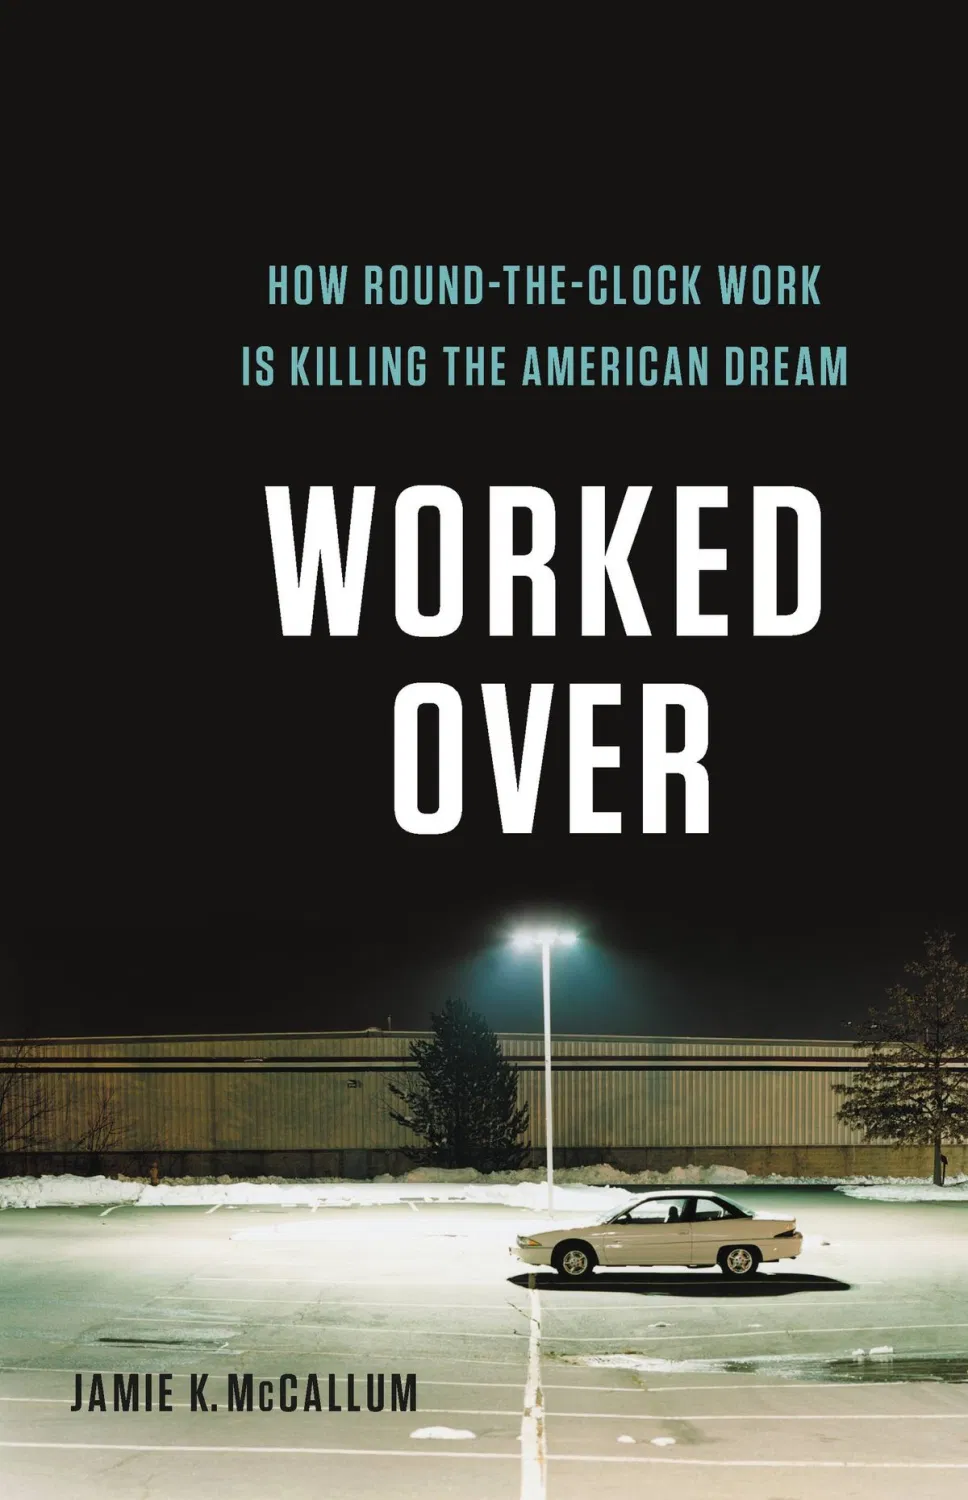 HOW ROUND-THE-CLOCK WORK
IS KILLING THE AMERICAN DREAM
WORKED
OVER
JAMIE K. McCALLUM